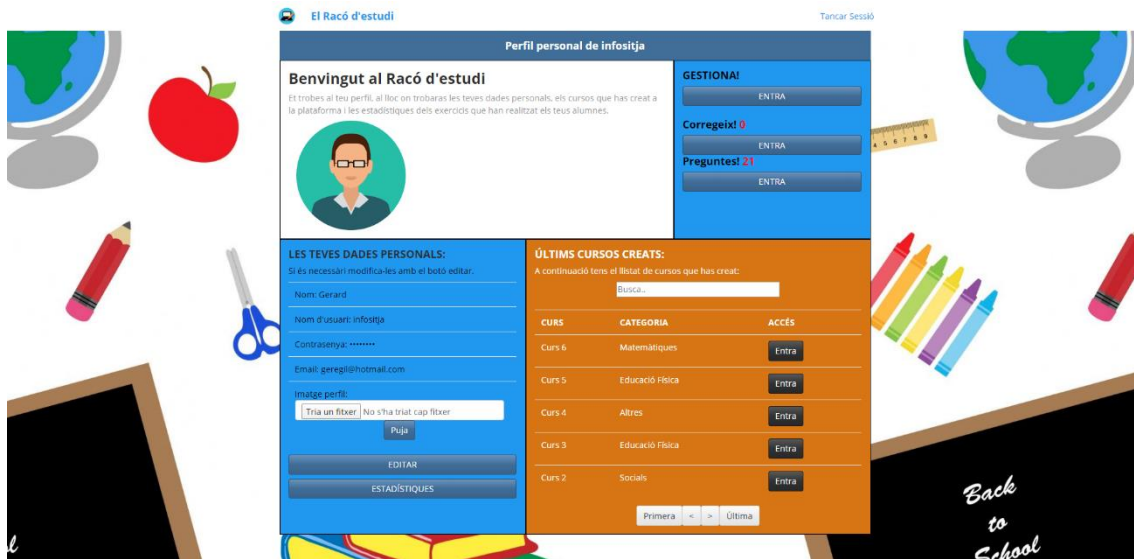 El Racó d'estudi
Tancar Sessió
Perfil personal de infositja
Benvingut al Racó d'estudi
Et trobes al teu perfil, al lloc on trobaras les teves dades personals, els cursos que has creat a
la plataforma i les estadístiques dels exercicis que han realitzat els teus alumnes.
GESTIONA!
ENTRA
Corregeix! 0
ENTRA
Preguntes! 21
ENTRA
LES TEVES DADES PERSONALS:
Si és necessàri modifica-les amb el botó editar.
Nom: Gerard
Nom d'usuari: infositja
Contrasenya: ••••••••
Email: geregil@hotmail.com
Imatge perfil:
Tria un fitxer No s'ha triat cap fitxer
Puja
EDITAR
ESTADÍSTIQUES
ÚLTIMS CURSOS CREATS:
A continuació tens el llistat de cursos que has creat:
Busca..
CURS CATEGORIA ACCÉS
Curs 6 Matemàtiques Entra
Curs 5 Educació Física Entra
Curs 4 Altres Entra
Curs 3 Educació Física Entra
Curs 2 Socials Entra
Primera < > Última
Back
to
School